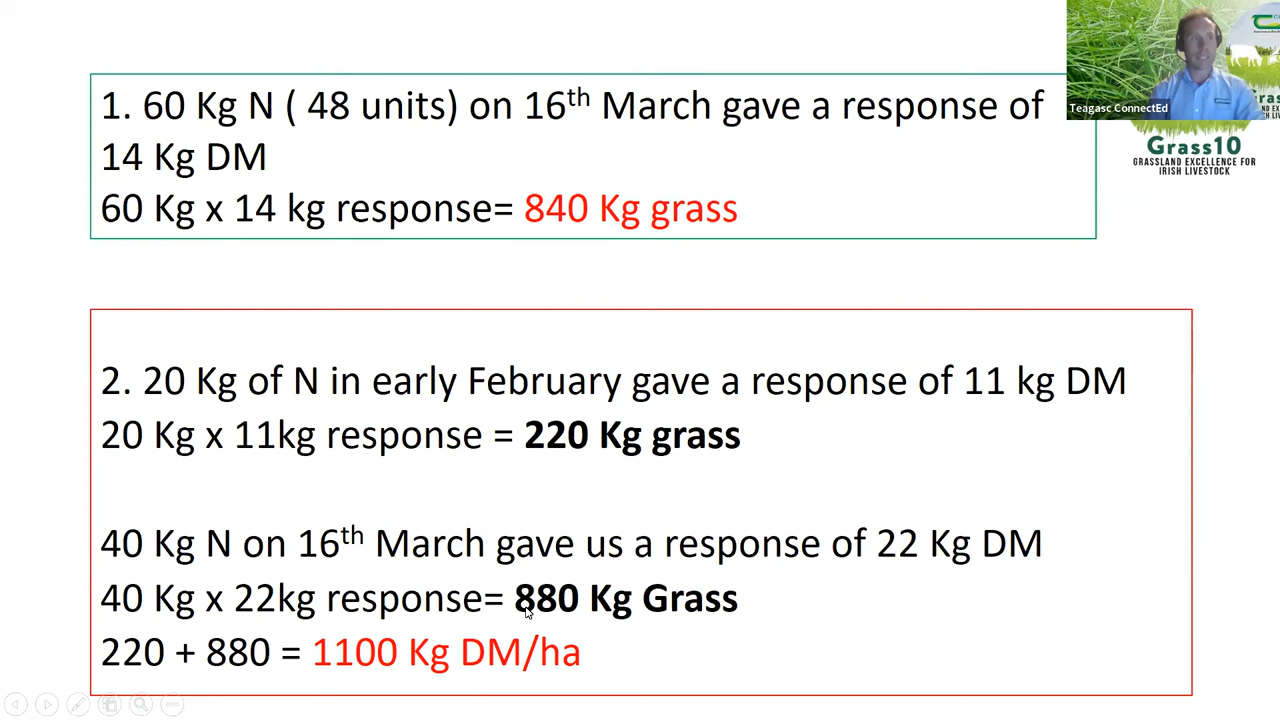 1. 60 Kg N ( 48 units) on 16th March gave a response of
14 Kg DM
60 Kg x 14 kg response= 840 Kg grass
Teagasc ConnectEd
Grass10
GRASSLAND EXCELLENCE FOR
IRISH LIVESTOCK
2. 20 Kg of N in early February gave a response of 11 kg DM
20 Kg x 11kg response = 220 Kg grass
40 Kg N on 16th March gave us a response of 22 Kg DM
40 Kg x 22kg response= 880 Kg Grass
220 + 880 = 1100 Kg DM/ha